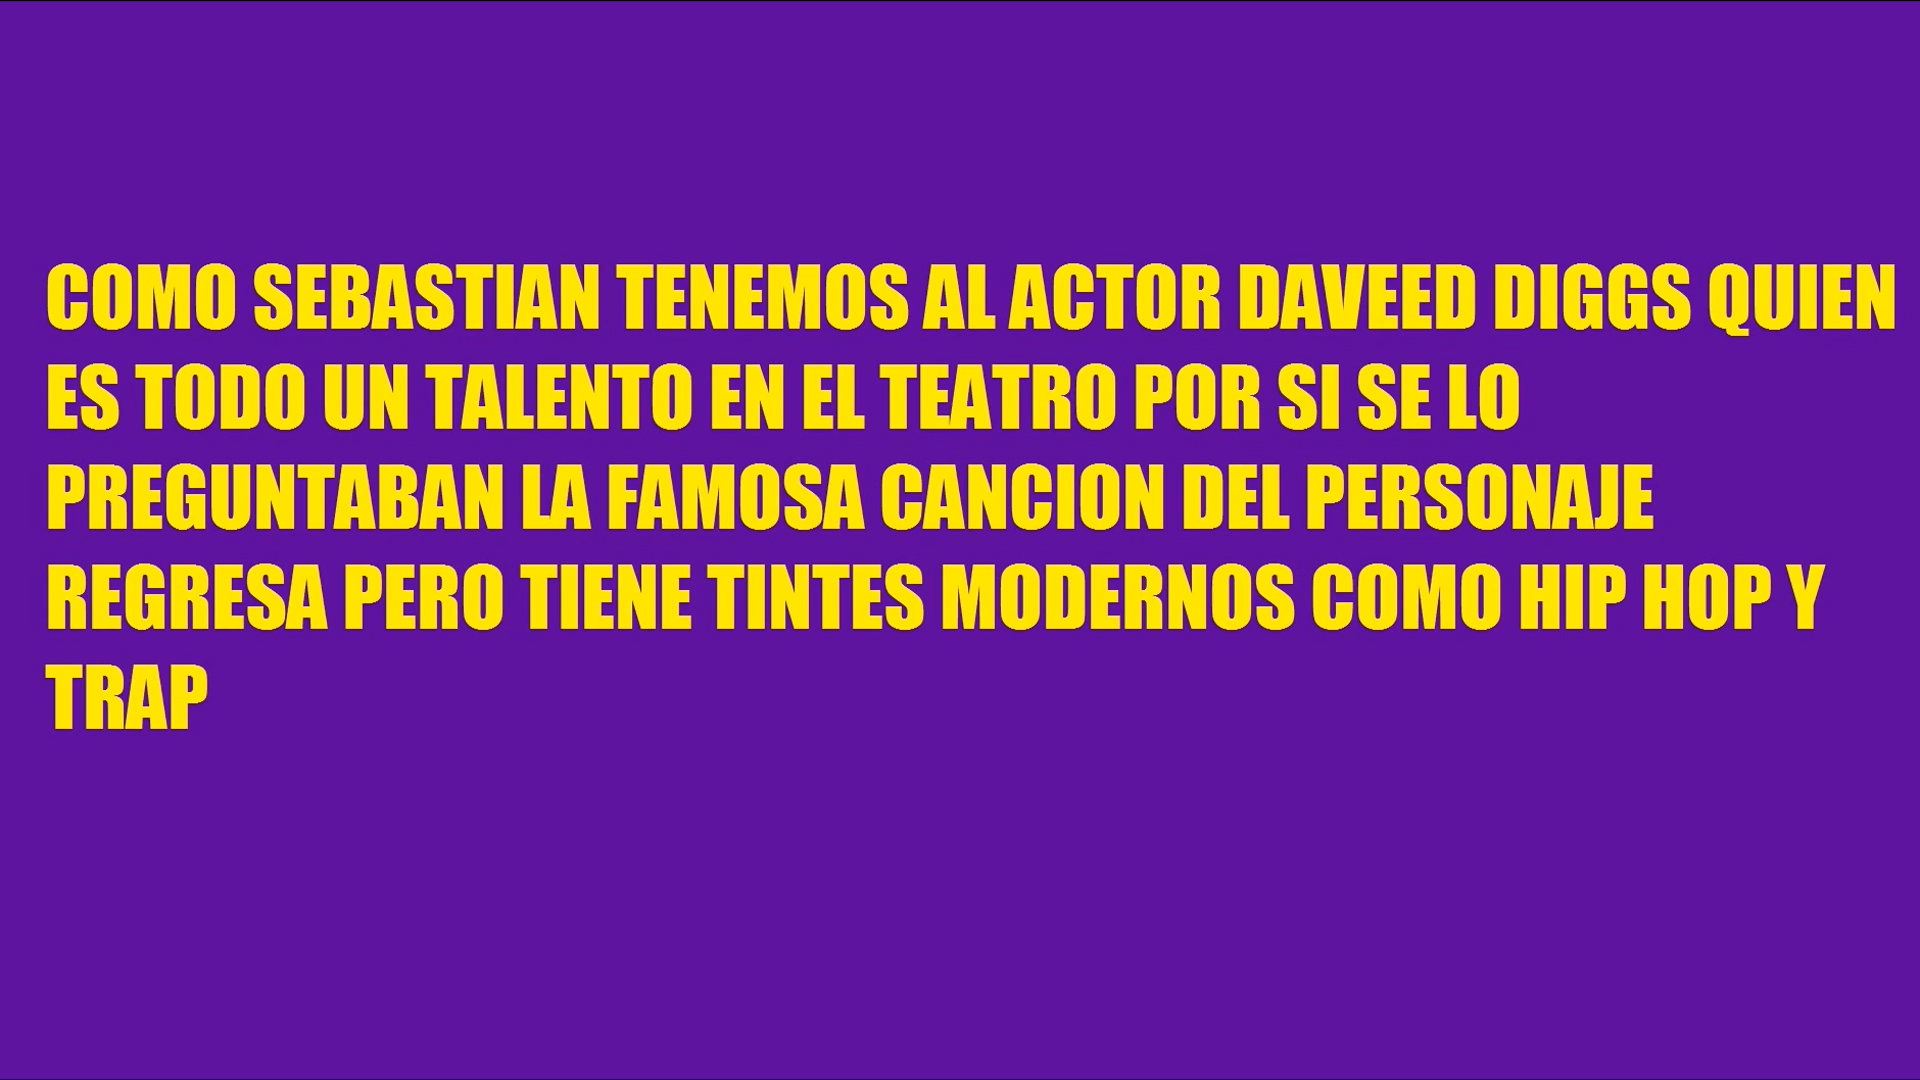 COMO SEBASTIAN TENEMOS AL ACTOR DAVEED DIGGS QUIEN
ES TODO UN TALENTO EN EL TEATRO POR SI SE LO
PREGUNTABAN LA FAMOSA CANCION DEL PERSONAJE
REGRESA PERO TIENE TINTES MODERNOS COMO HIP HOP Y
TRAP